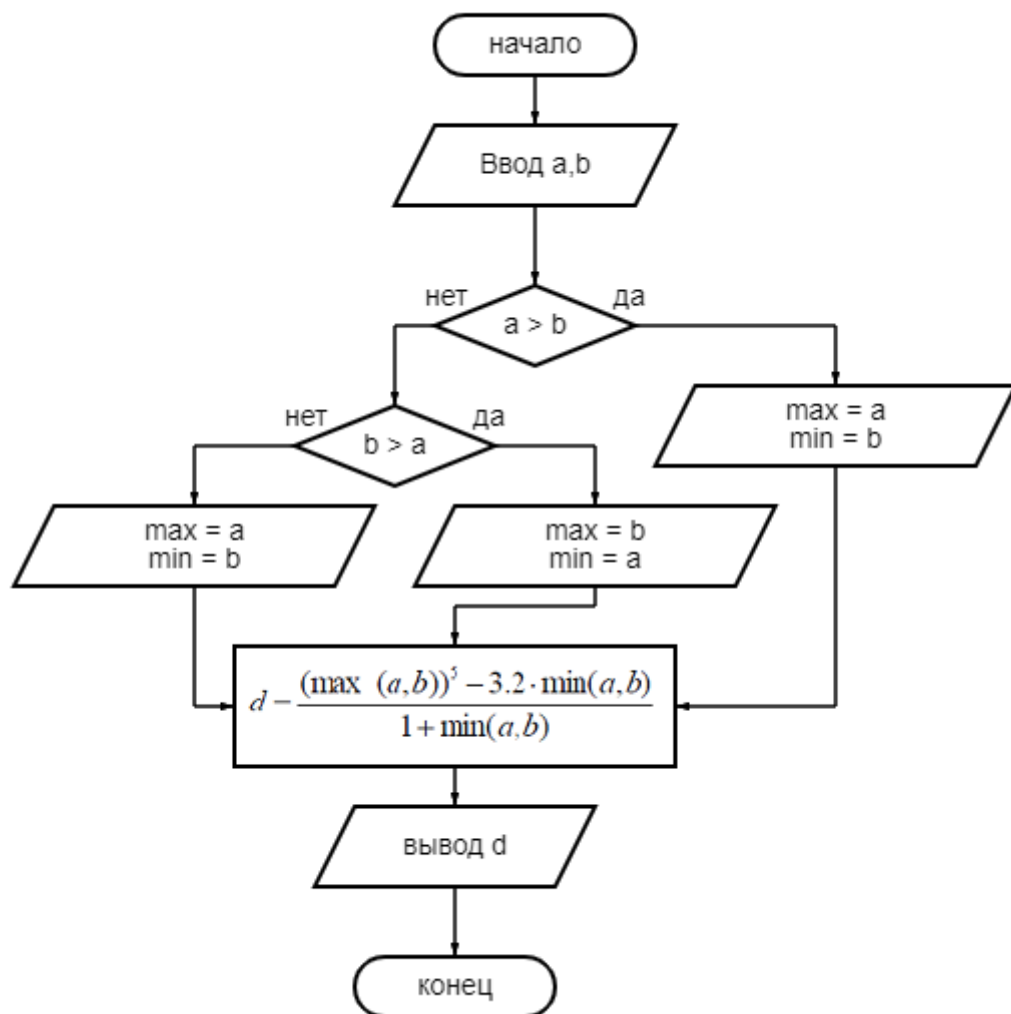 начало
Ввод a,b
нет
да
a > b
max = a
min = b
нет
да
b > a
max = a
min = b
max = b
min = a
d − (max (a,b))⁵ − 3.2 · min(a,b)
1 + min(a,b)
вывод d
конец